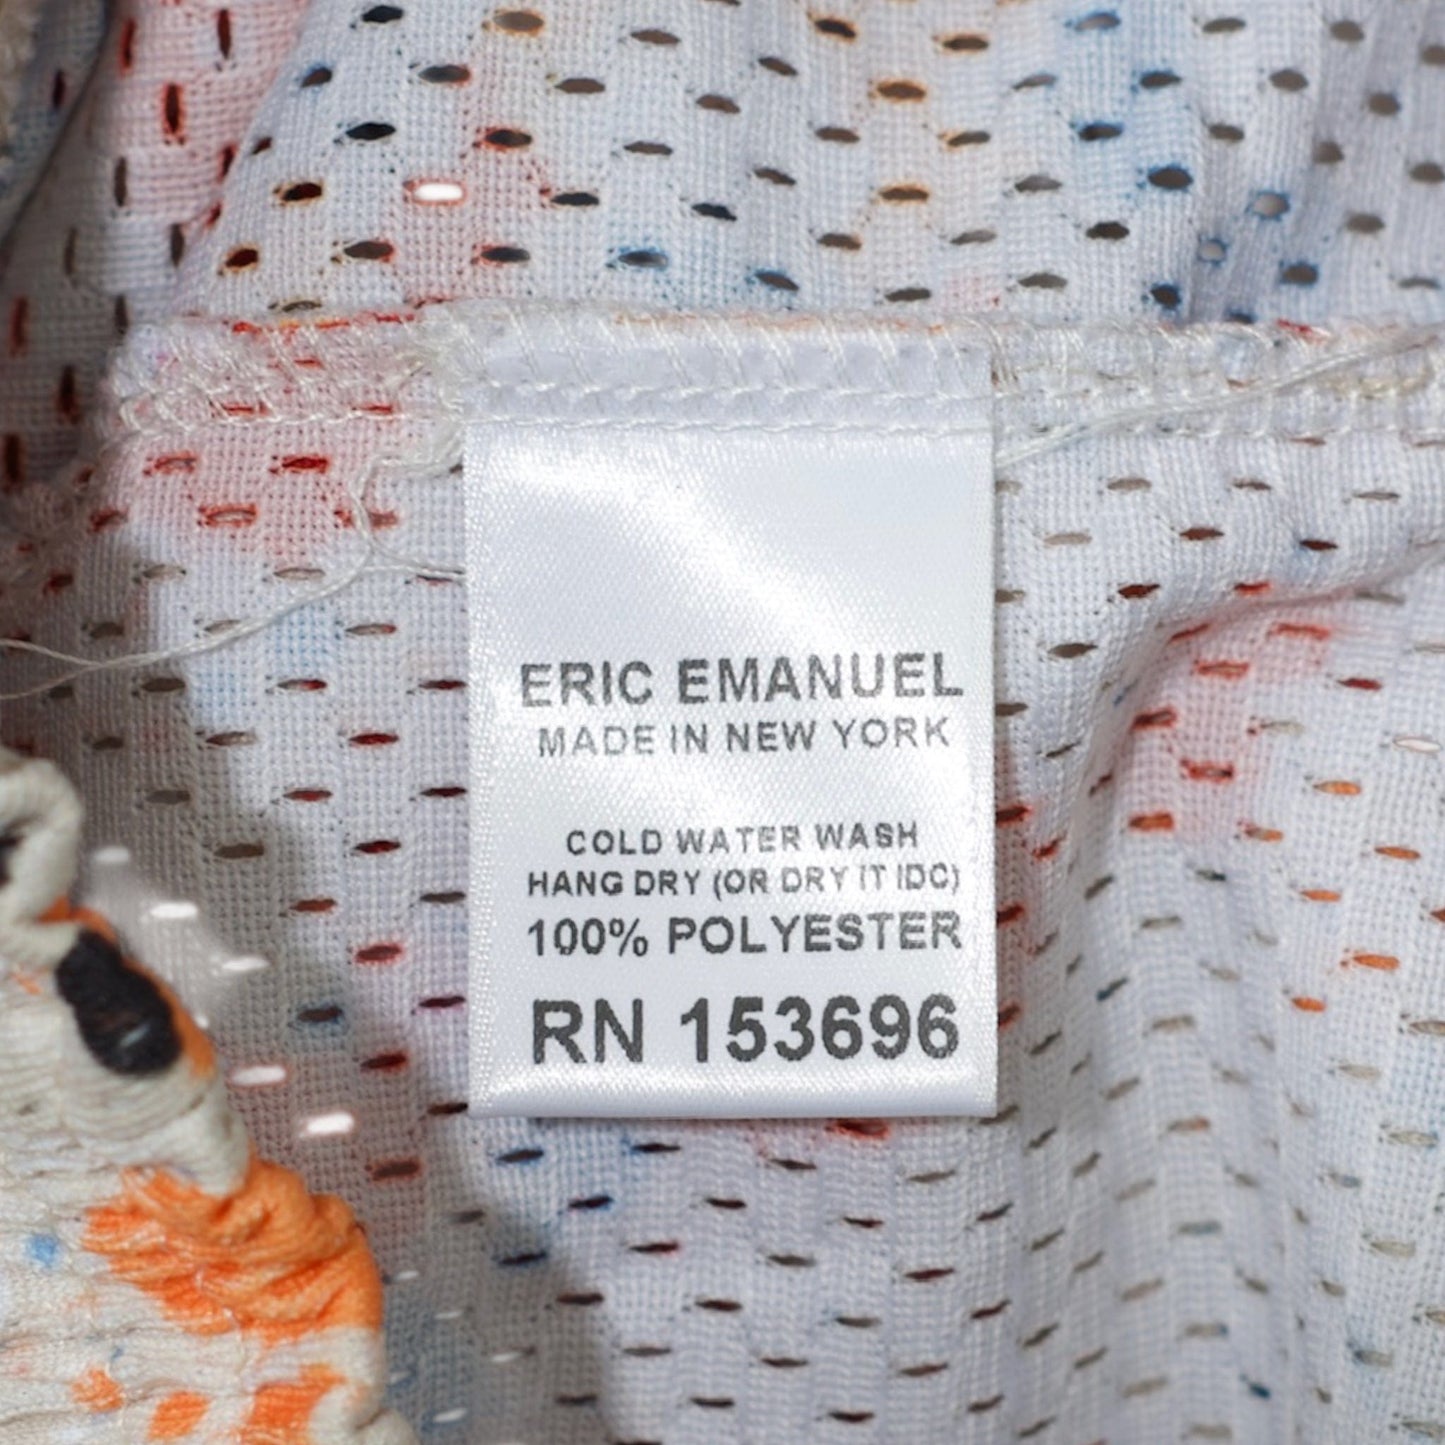 ERIC EMANUEL
MADE IN NEW YORK
COLD WATER WASH
HANG DRY (OR DRY IT IDC)
100% POLYESTER
RN 153696